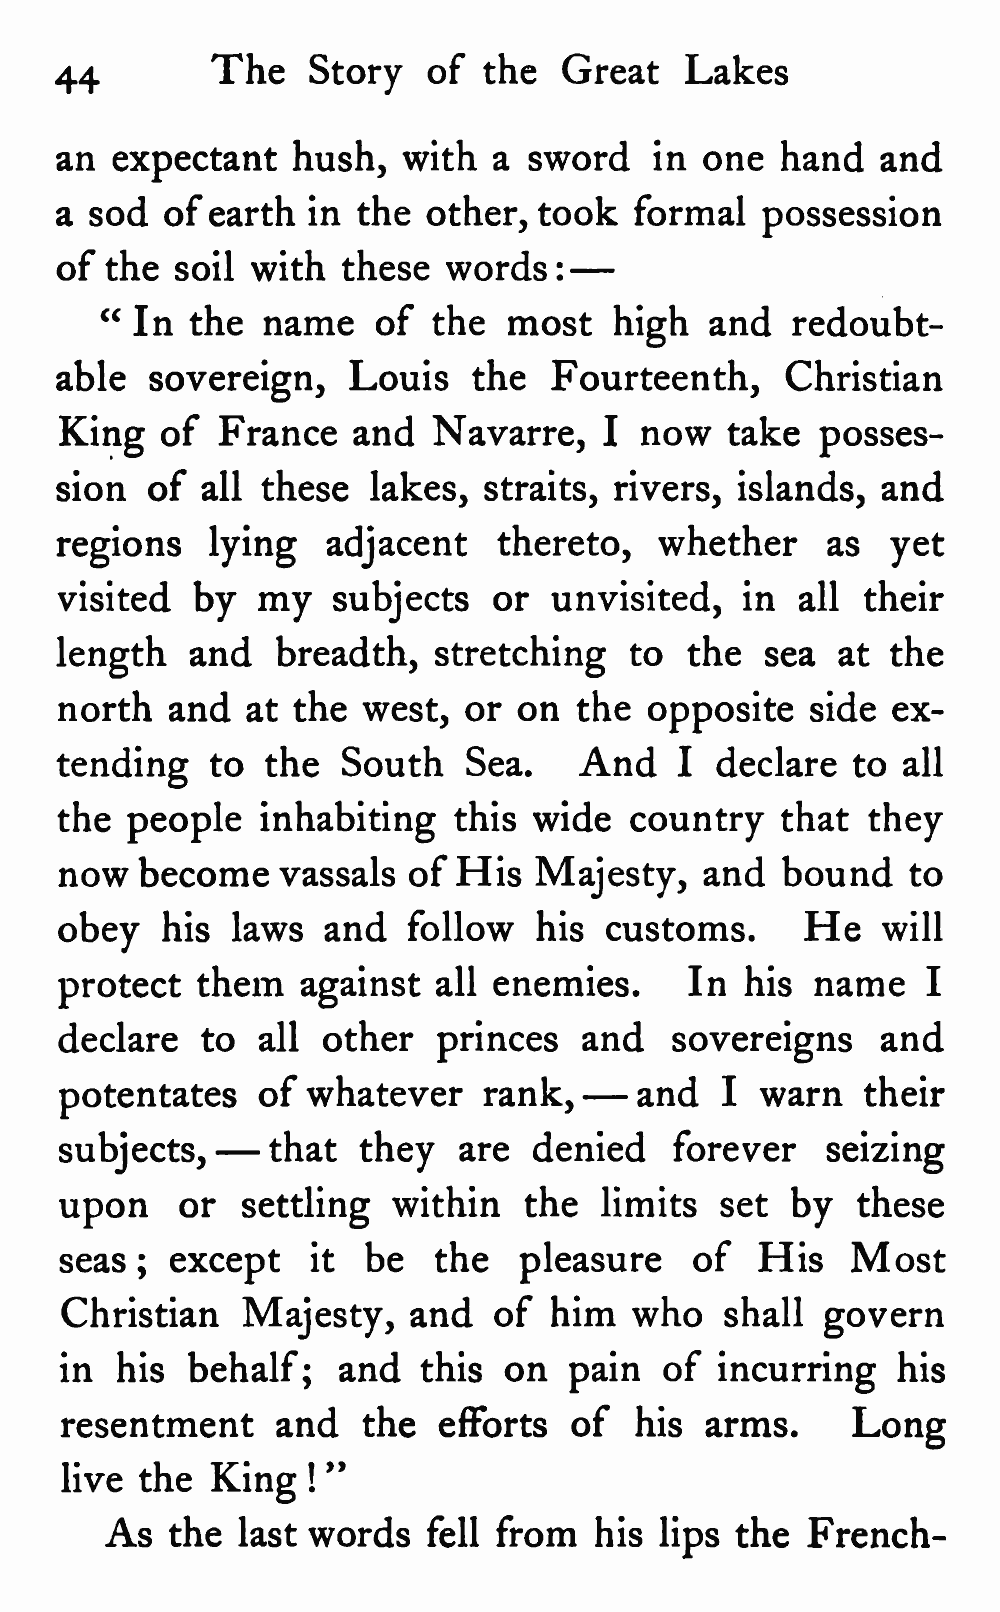 44 The Story of the Great Lakes
an expectant hush, with a sword in one hand and
a sod of earth in the other, took formal possession
of the soil with these words:—
“In the name of the most high and redoubt-
able sovereign, Louis the Fourteenth, Christian
King of France and Navarre, I now take posses-
sion of all these lakes, straits, rivers, islands, and
regions lying adjacent thereto, whether as yet
visited by my subjects or unvisited, in all their
length and breadth, stretching to the sea at the
north and at the west, or on the opposite side ex-
tending to the South Sea. And I declare to all
the people inhabiting this wide country that they
now become vassals of His Majesty, and bound to
obey his laws and follow his customs. He will
protect them against all enemies. In his name I
declare to all other princes and sovereigns and
potentates of whatever rank,—and I warn their
subjects,—that they are denied forever seizing
upon or settling within the limits set by these
seas; except it be the pleasure of His Most
Christian Majesty, and of him who shall govern
in his behalf; and this on pain of incurring his
resentment and the efforts of his arms. Long
live the King!”
As the last words fell from his lips the French-